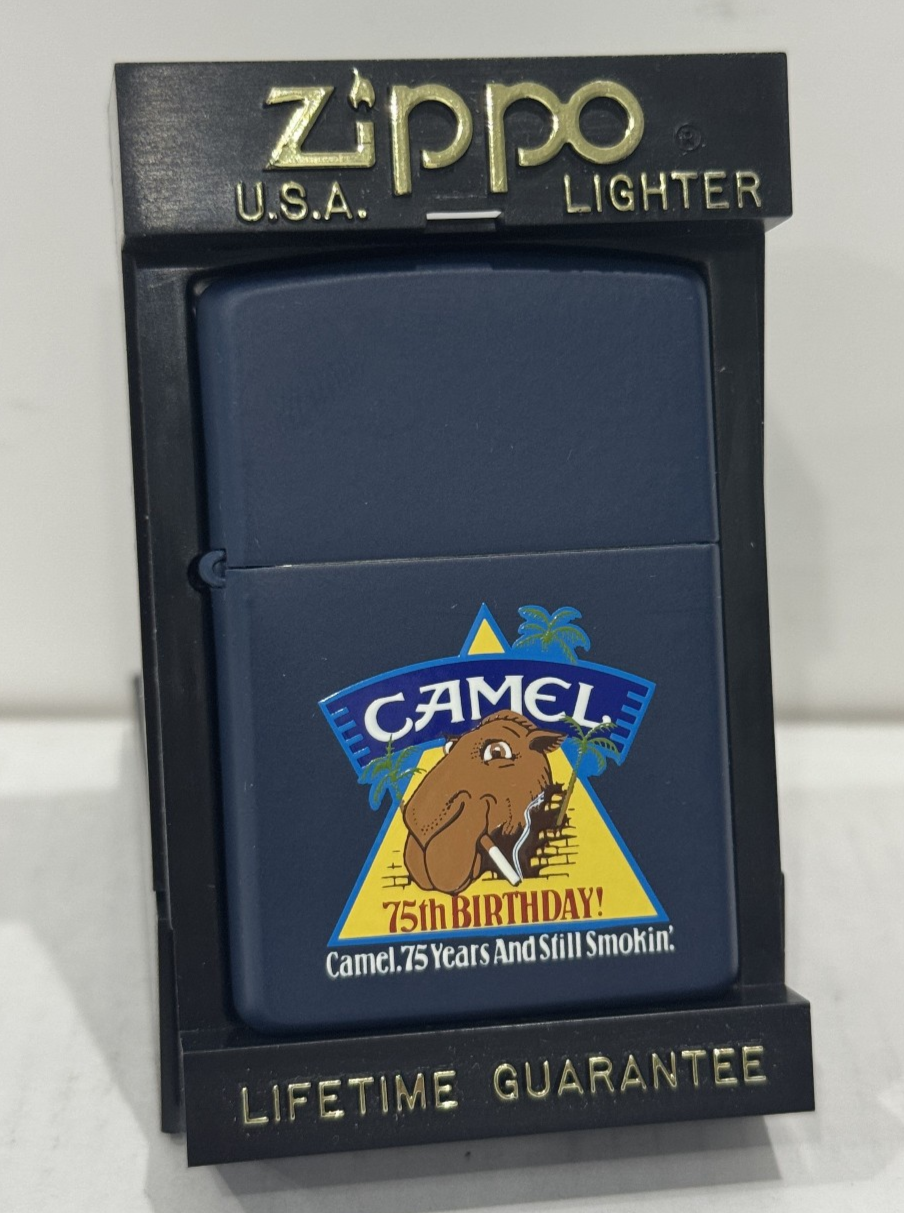 Zippo ®
U.S.A. LIGHTER
CAMEL
75th BIRTHDAY!
Camel. 75 Years And Still Smokin'.
LIFETIME GUARANTEE